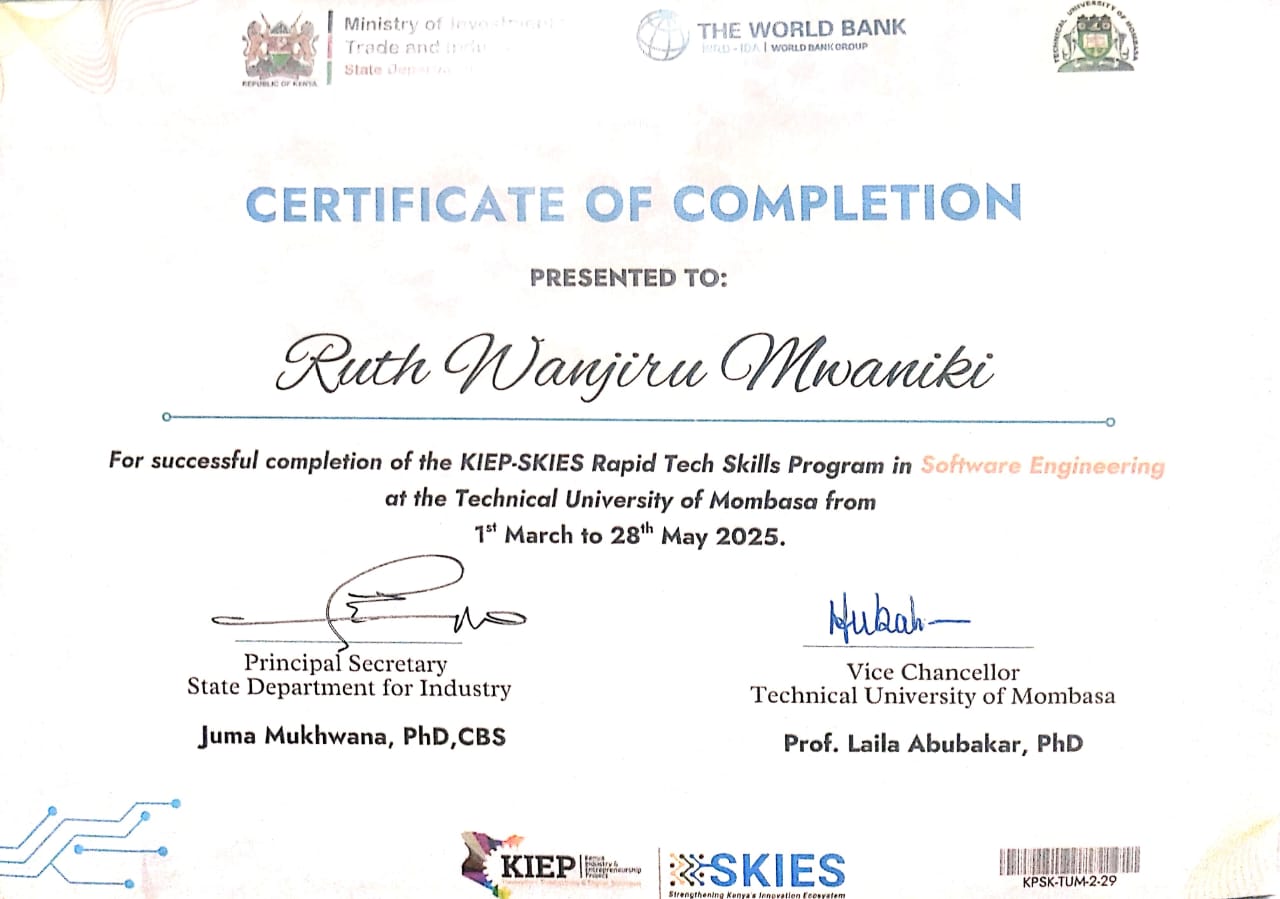 Ministry of Investments
Trade and
State
REPUBLIC OF KENYA
THE WORLD BANK
IBRD - IDA | WORLD BANK GROUP
TECHNICAL UNIVERSITY OF MOMBASA
CERTIFICATE OF COMPLETION
PRESENTED TO:
Ruth Wanjiru Mwaniki
For successful completion of the KIEP-SKIES Rapid Tech Skills Program in Software Engineering
at the Technical University of Mombasa from
1st March to 28th May 2025.
Principal Secretary
State Department for Industry
Juma Mukhwana, PhD,CBS
Vice Chancellor
Technical University of Mombasa
Prof. Laila Abubakar, PhD
KIEP
Kenya
Industry &
Entrepreneurship
Project
SKIES
Strengthening Kenya's Innovation Ecosystem
KPSK-TUM-2-29